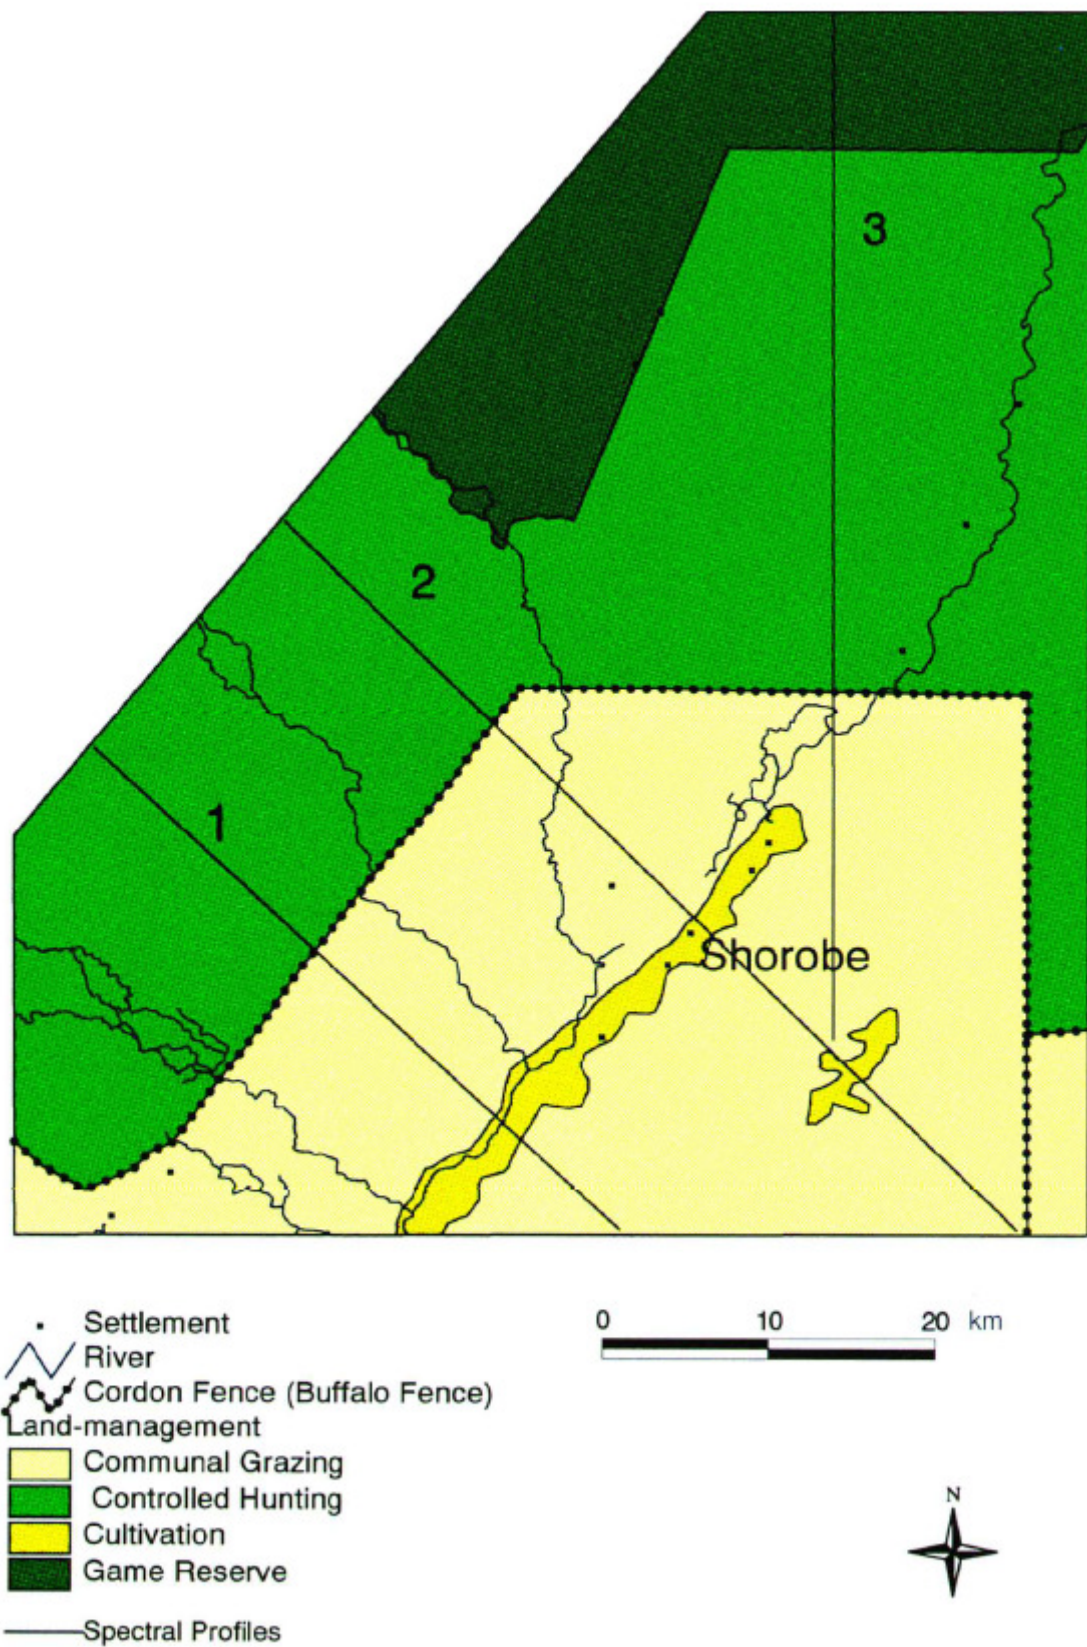 3
2
1
Shorobe
Settlement
River
Cordon Fence (Buffalo Fence)
Land-management
Communal Grazing
Controlled Hunting
Cultivation
Game Reserve
Spectral Profiles
0 10 20 km
N